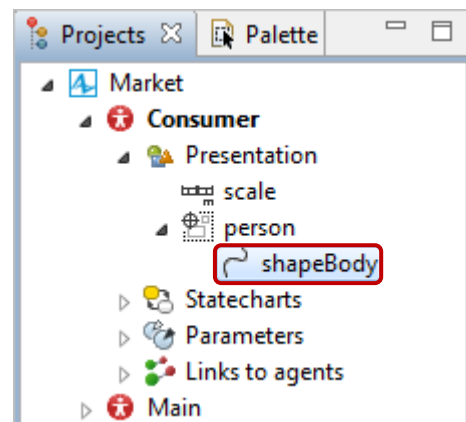 Projects Palette
Market
Consumer
Presentation
scale
person
shapeBody
Statecharts
Parameters
Links to agents
Main